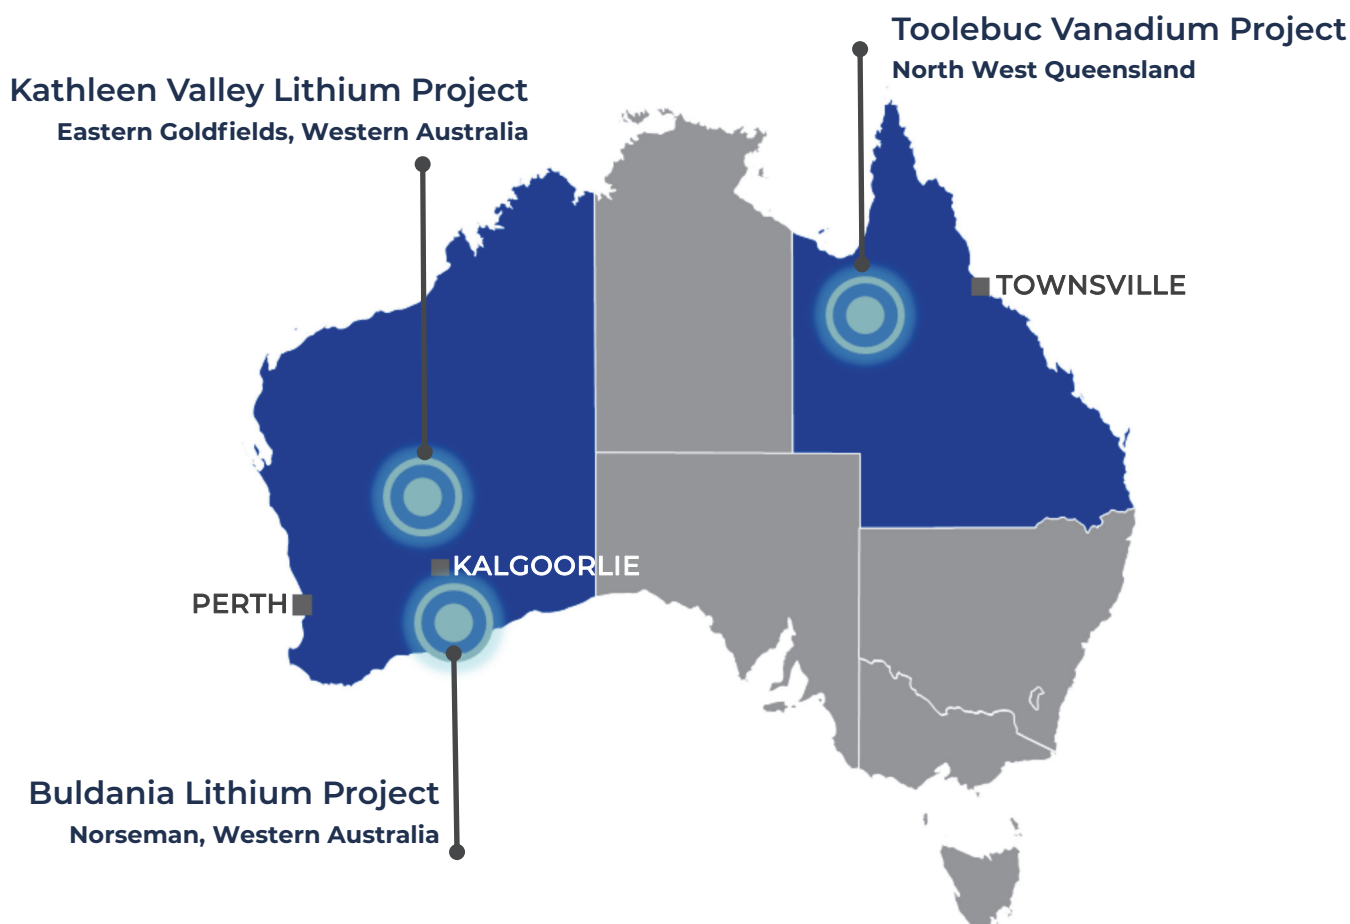 Toolebuc Vanadium Project
North West Queensland
Kathleen Valley Lithium Project
Eastern Goldfields, Western Australia
TOWNSVILLE
KALGOORLIE
PERTH
Buldania Lithium Project
Norseman, Western Australia